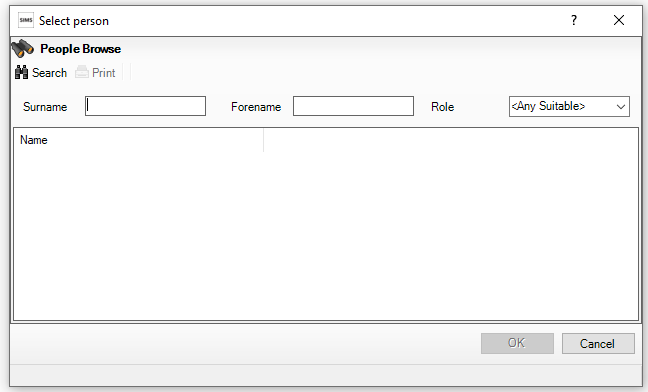 SIMS Select person ?
People Browse
Search Print
Surname Forename Role <Any Suitable>
Name
OK Cancel